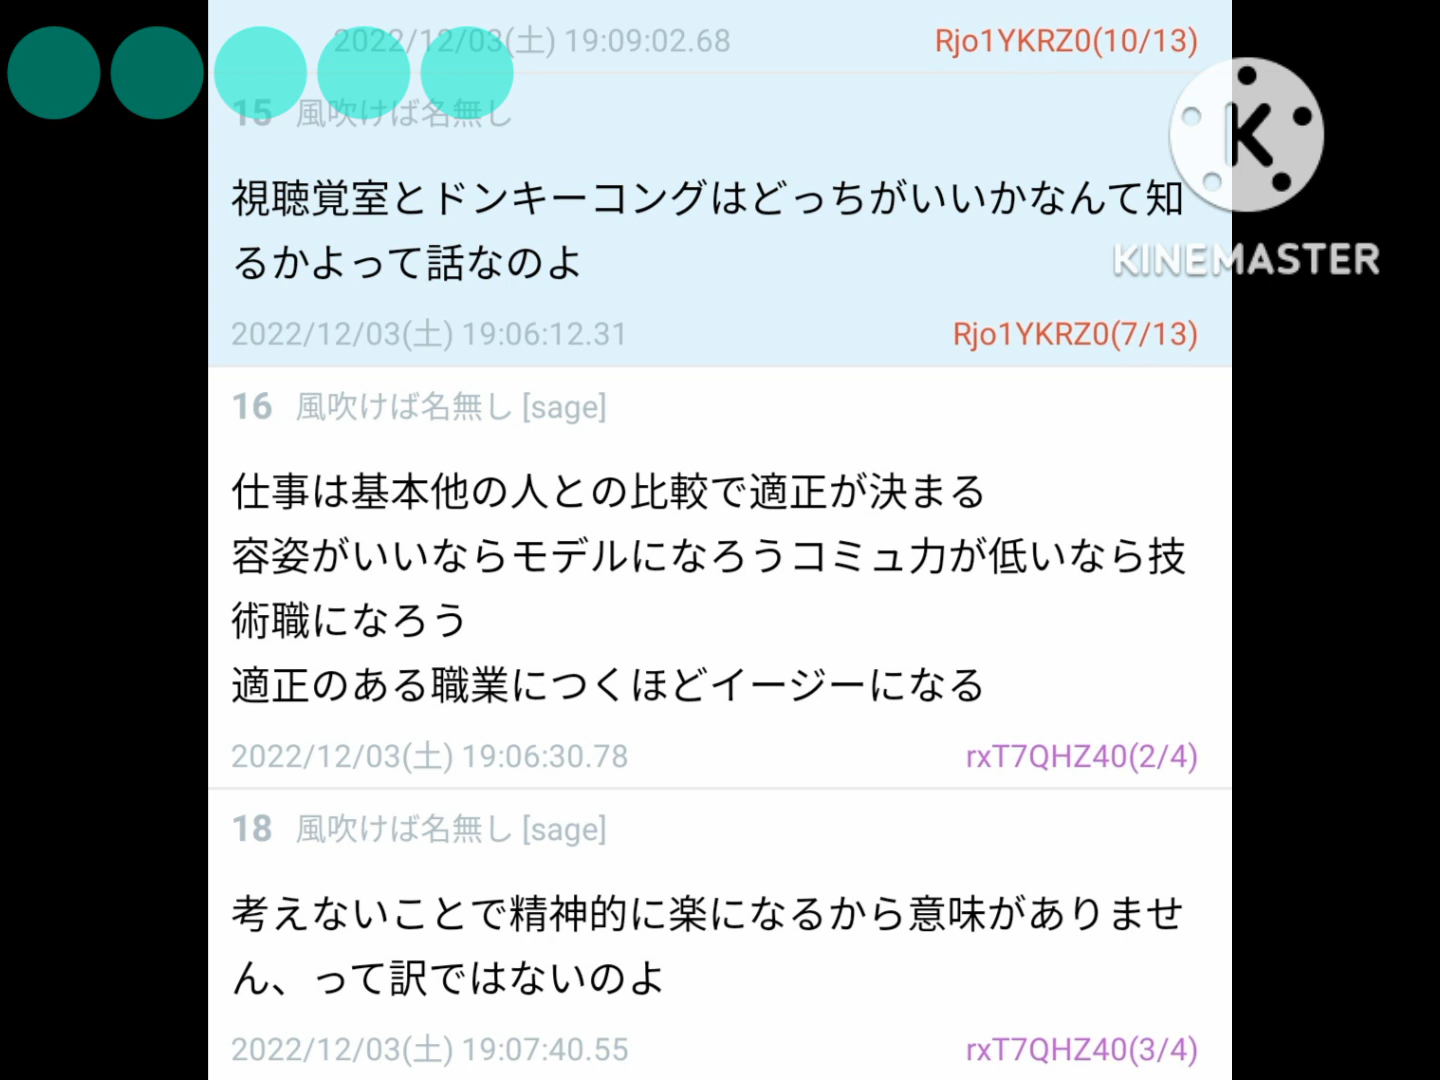 2022/12/03(土) 19:09:02.68 Rjo1YKRZ0(10/13)
15 風吹けば名無し
視聴覚室とドンキーコングはどっちがいいかなんて知
るかよって話なのよ
2022/12/03(土) 19:06:12.31 Rjo1YKRZ0(7/13)
K
KINEMASTER
16 風吹けば名無し [sage]
仕事は基本他の人との比較で適正が決まる
容姿がいいならモデルになろうコミュ力が低いなら技
術職になろう
適正のある職業につくほどイージーになる
2022/12/03(土) 19:06:30.78 rxT7QHZ40(2/4)
18 風吹けば名無し [sage]
考えないことで精神的に楽になるから意味がありませ
ん、って訳ではないのよ
2022/12/03(土) 19:07:40.55 rxT7QHZ40(3/4)